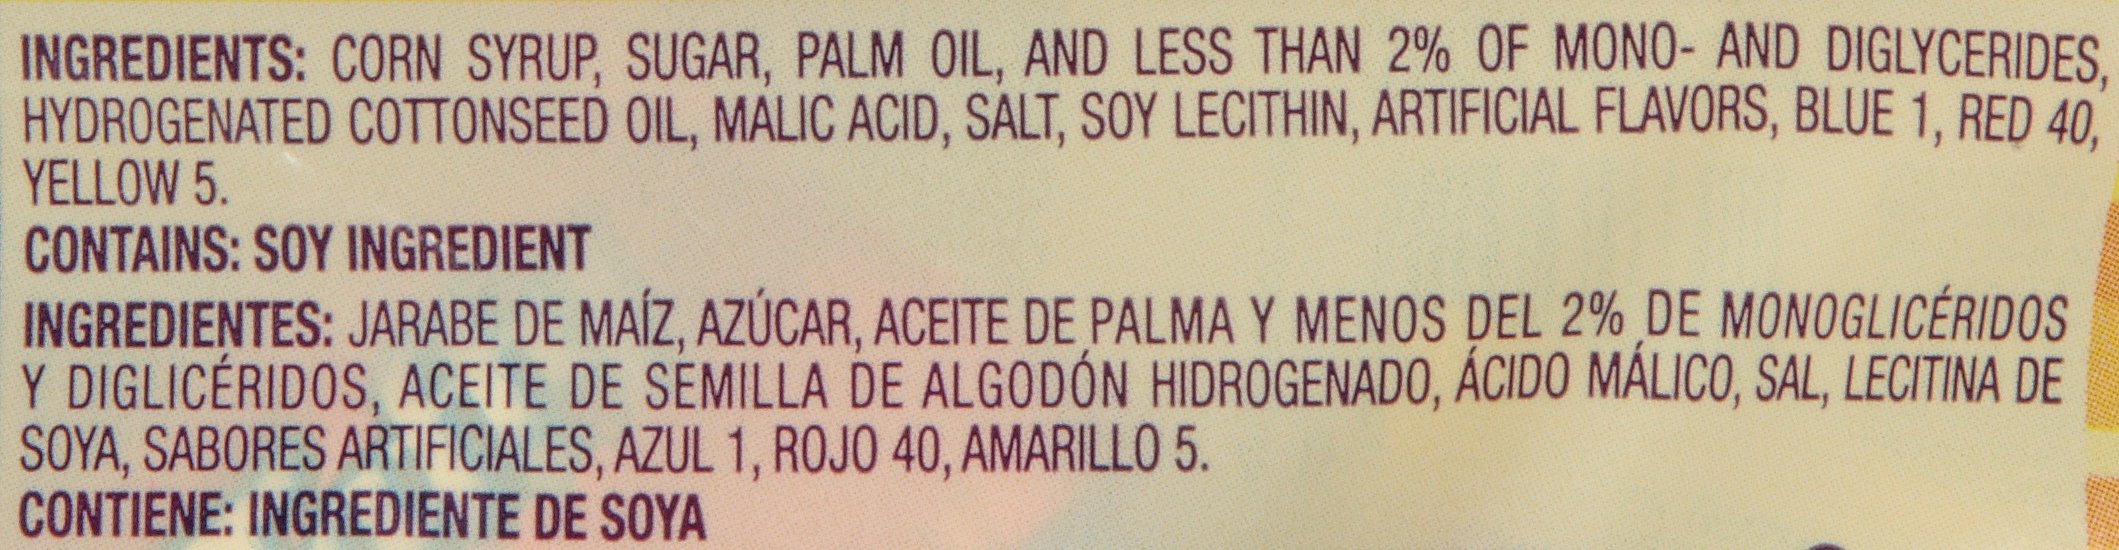 INGREDIENTS: CORN SYRUP, SUGAR, PALM OIL, AND LESS THAN 2% OF MONO- AND DIGLYCERIDES,
HYDROGENATED COTTONSEED OIL, MALIC ACID, SALT, SOY LECITHIN, ARTIFICIAL FLAVORS, BLUE 1, RED 40,
YELLOW 5.
CONTAINS: SOY INGREDIENT
INGREDIENTES: JARABE DE MAÍZ, AZÚCAR, ACEITE DE PALMA Y MENOS DEL 2% DE MONOGLICÉRIDOS
Y DIGLICÉRIDOS, ACEITE DE SEMILLA DE ALGODÓN HIDROGENADO, ÁCIDO MÁLICO, SAL, LECITINA DE
SOYA, SABORES ARTIFICIALES, AZUL 1, ROJO 40, AMARILLO 5.
CONTIENE: INGREDIENTE DE SOYA